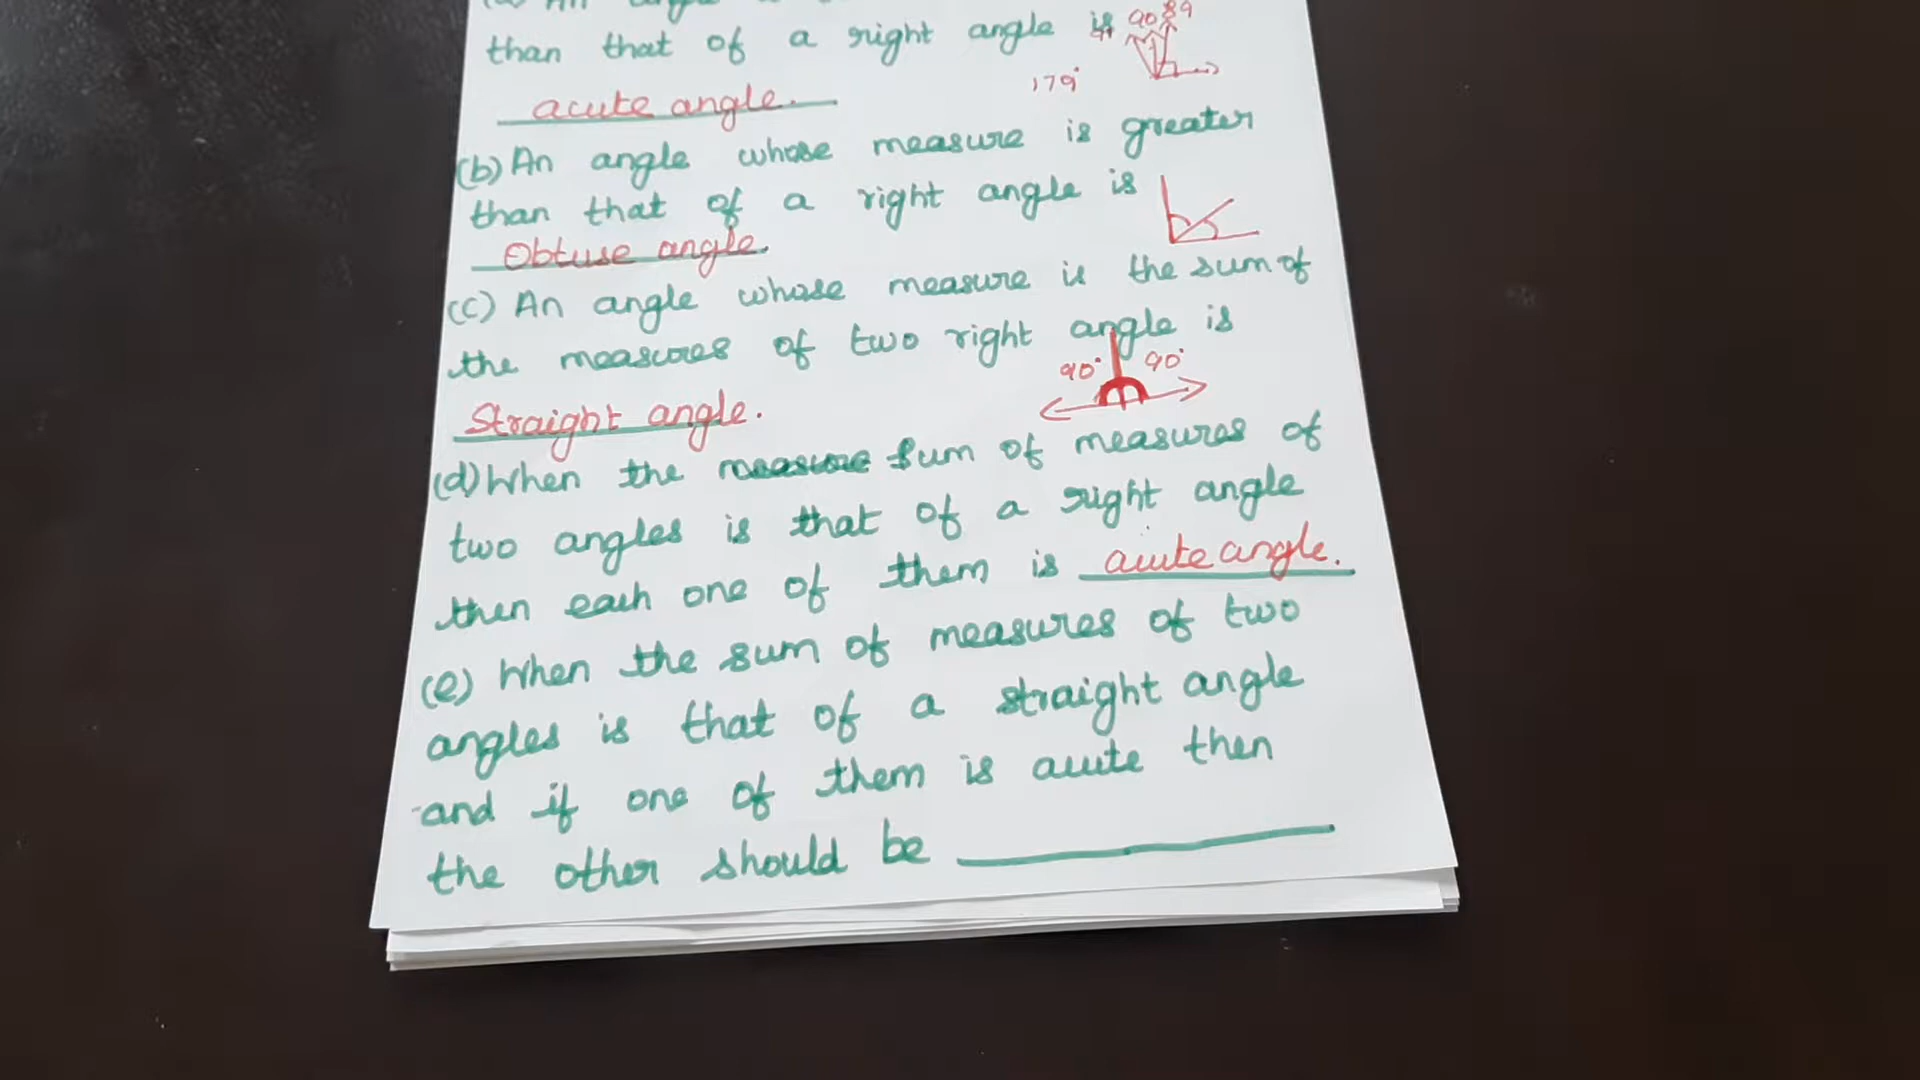 than that of a right angle is
91 90 89
179°
acute angle.
(b) An angle whose measure is greater
than that of a right angle is
Obtuse angle.
(c) An angle whose measure is the sum of
the measures of two right angle is
90° 90°
Straight angle.
(d) When the measure sum of measures of
two angles is that of a right angle
then each one of them is acute angle.
(e) When the sum of measures of two
angles is that of a straight angle
and if one of them is acute then
the other should be